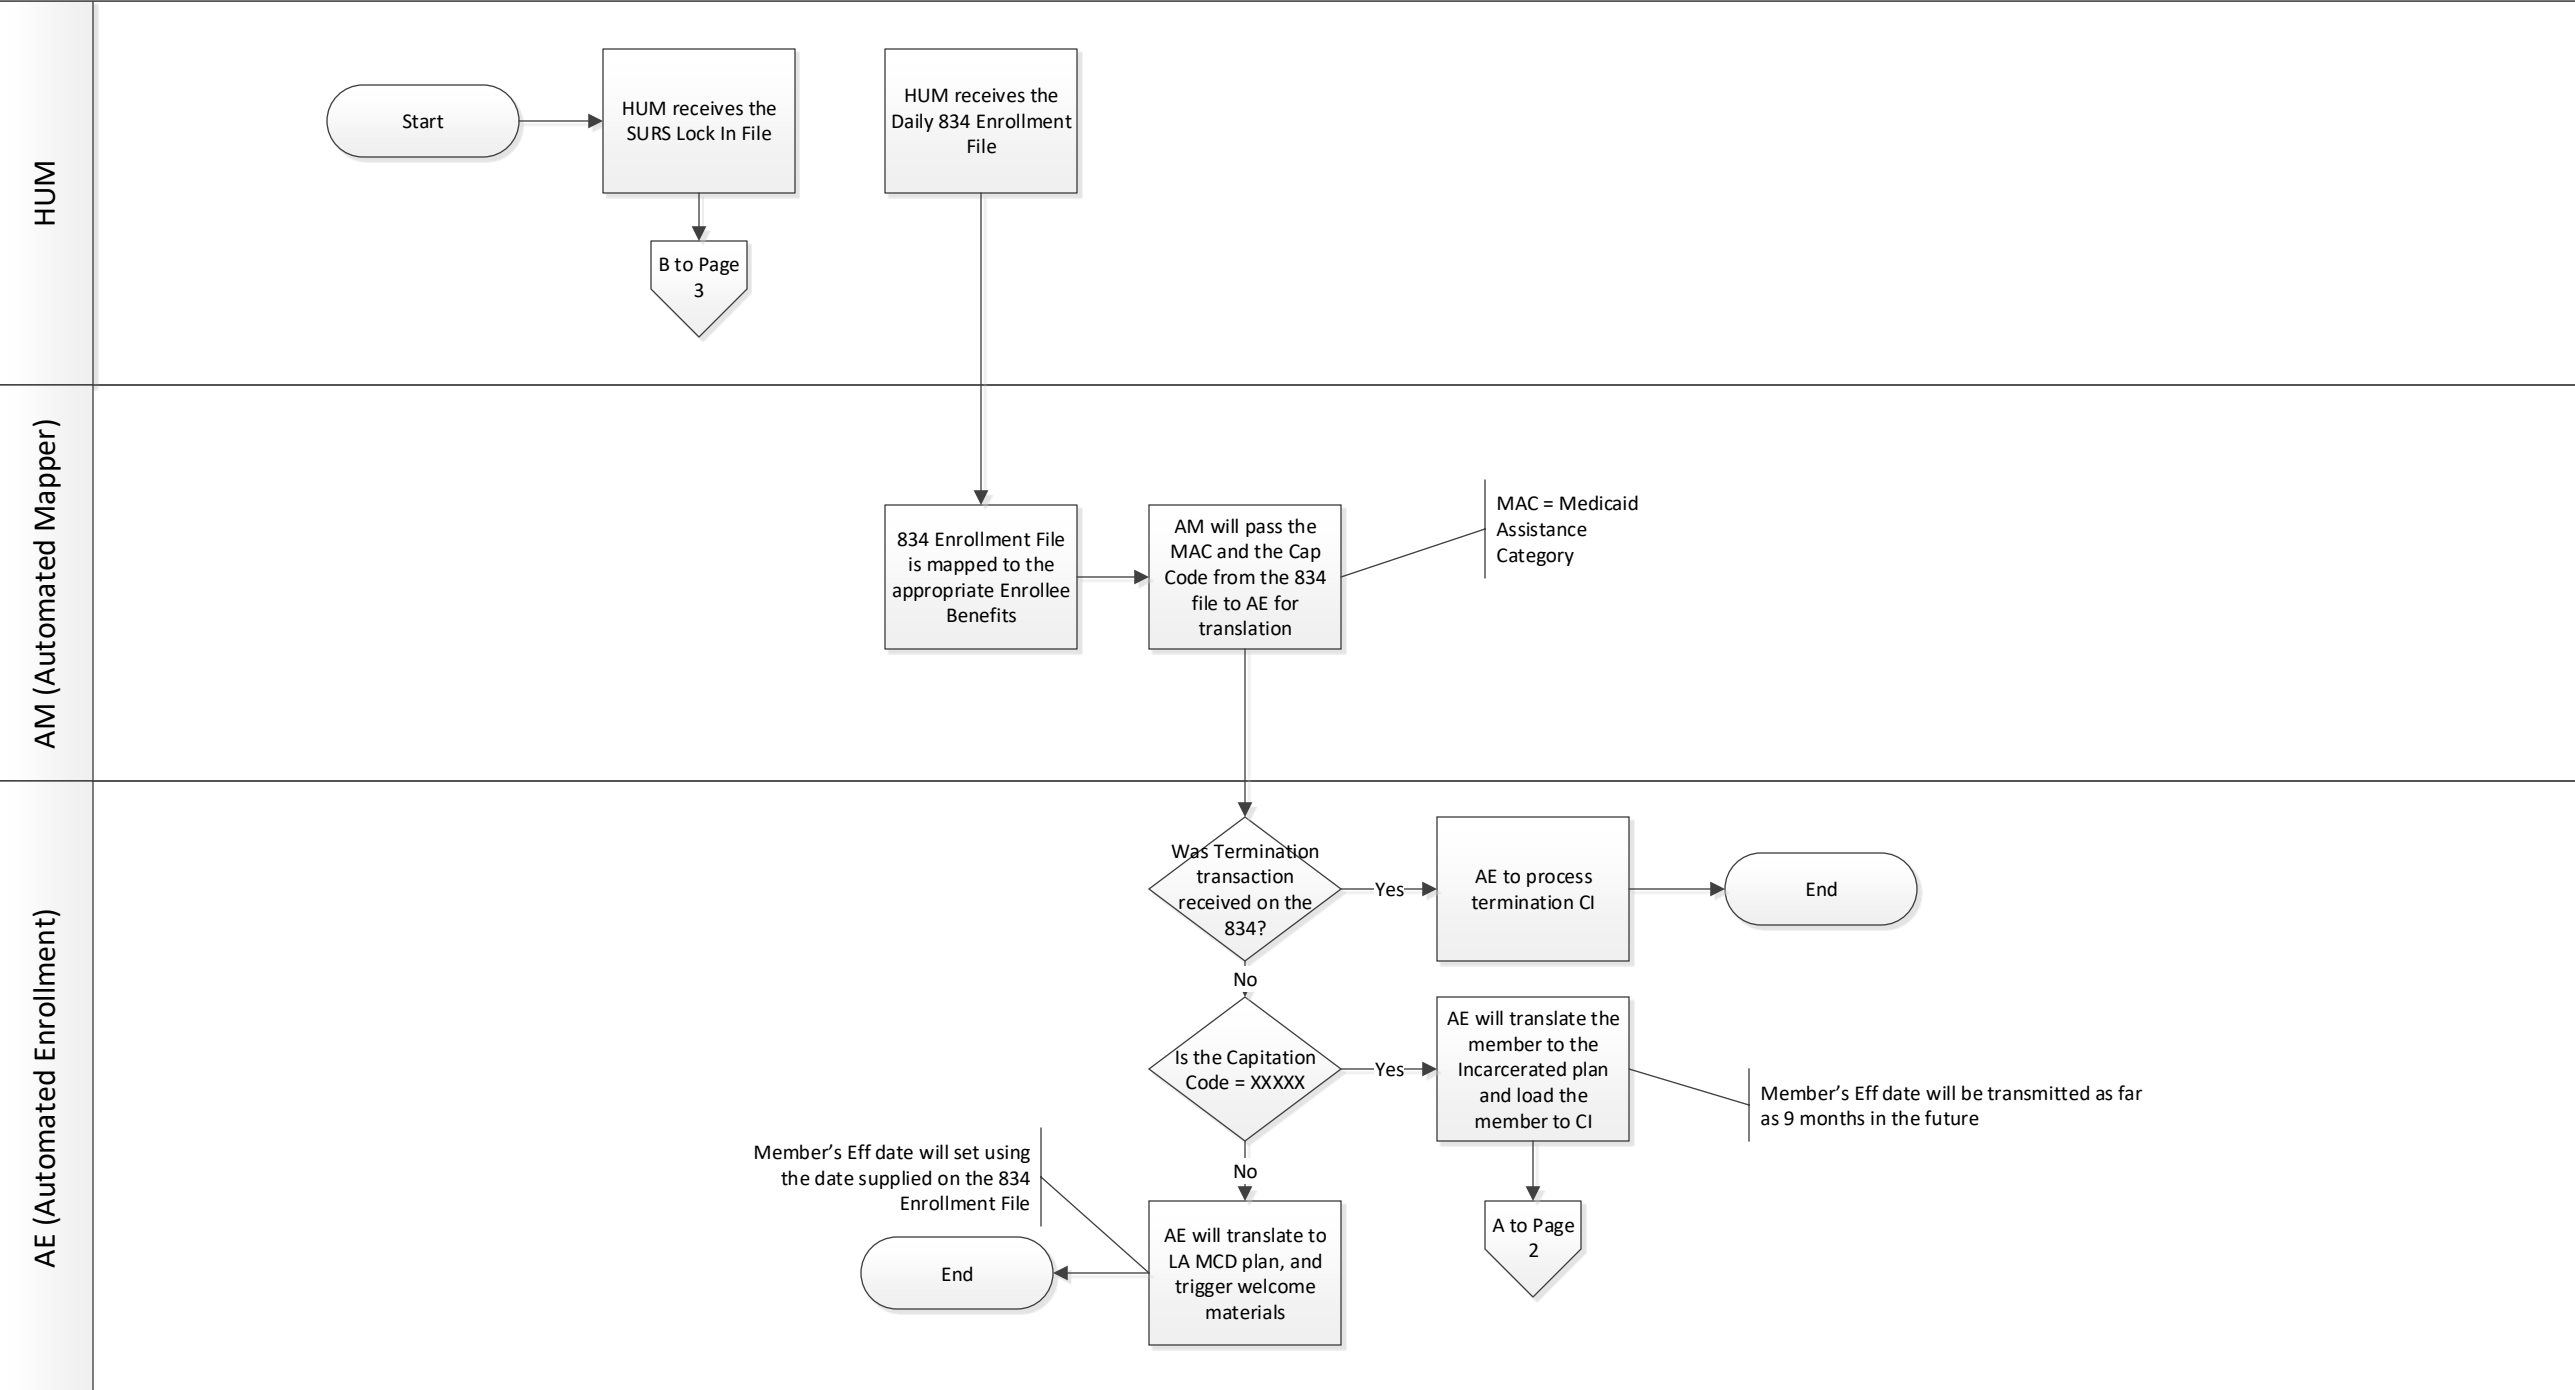 HUM
Start
HUM receives the
SURS Lock In File
B to Page
3
HUM receives the
Daily 834 Enrollment
File
AM (Automated Mapper)
834 Enrollment File
is mapped to the
appropriate Enrollee
Benefits
AM will pass the
MAC and the Cap
Code from the 834
file to AE for
translation
MAC = Medicaid
Assistance
Category
AE (Automated Enrollment)
Was Termination
transaction
received on the
834?
Yes
AE to process
termination CI
End
No
Is the Capitation
Code = XXXXX
Yes
AE will translate the
member to the
Incarcerated plan
and load the
member to CI
Member’s Eff date will be transmitted as far
as 9 months in the future
A to Page
2
No
AE will translate to
LA MCD plan, and
trigger welcome
materials
Member’s Eff date will set using
the date supplied on the 834
Enrollment File
End